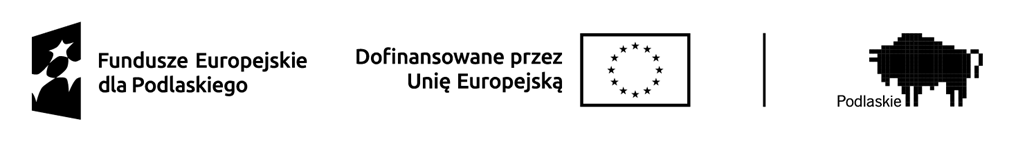 Fundusze Europejskie
dla Podlaskiego
Dofinansowane przez
Unię Europejską
Podlaskie